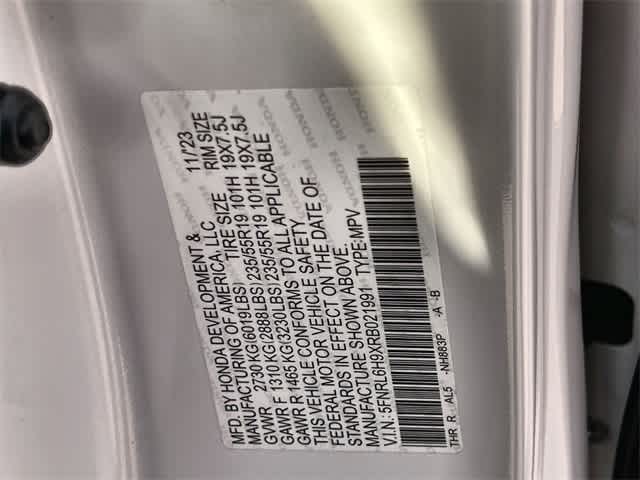 MFD. BY HONDA DEVELOPMENT &
MANUFACTURING OF AMERICA, LLC 11/'23
TIRE SIZE RIM SIZE
GVWR 2730 KG(6019LBS)
GAWR F 1310 KG(2888LBS) 235/55R19 101H 19X7.5J
GAWR R 1465 KG(3230LBS) 235/55R19 101H 19X7.5J
THIS VEHICLE CONFORMS TO ALL APPLICABLE
FEDERAL MOTOR VEHICLE SAFETY
STANDARDS IN EFFECT ON THE DATE OF
MANUFACTURE SHOWN ABOVE.
V.I.N.: 5FNRL6H9XRB021991 TYPE:MPV
THR R AL5 -NH883P -A -B
HONDA HONDA HONDA